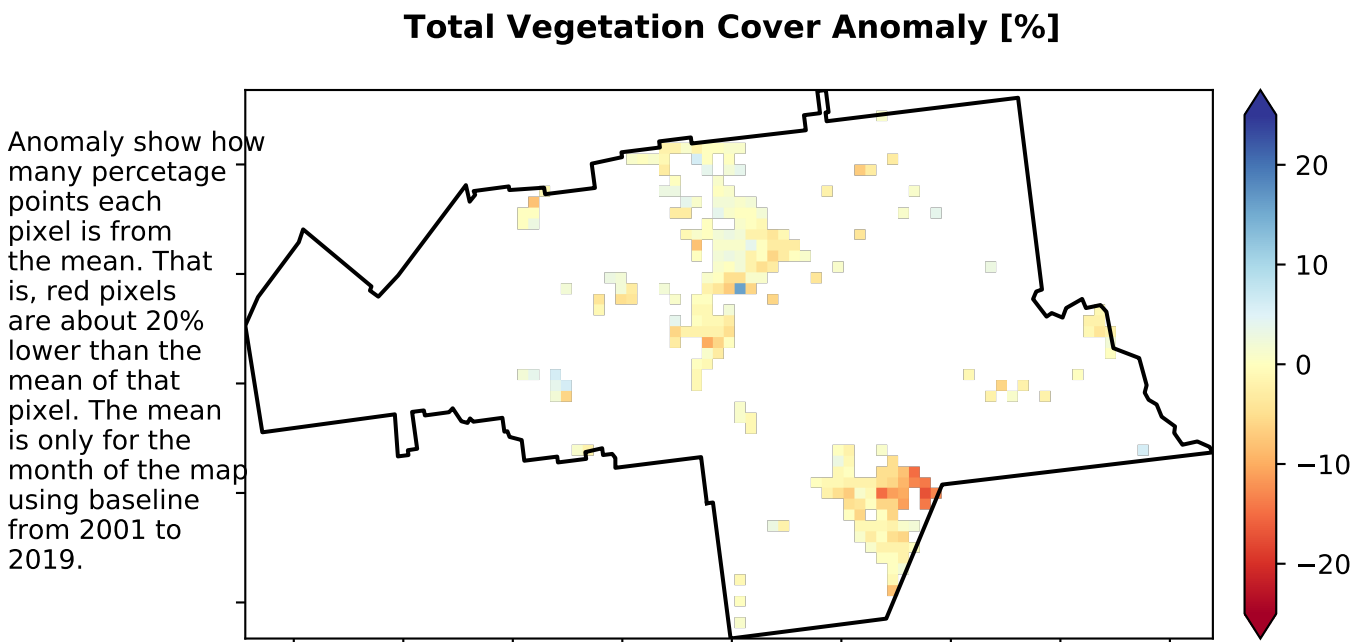 Total Vegetation Cover Anomaly [%]
Anomaly show how
many percetage
points each
pixel is from
the mean. That
is, red pixels
are about 20%
lower than the
mean of that
pixel. The mean
is only for the
month of the map
using baseline
from 2001 to
2019.
20
10
0
−10
−20